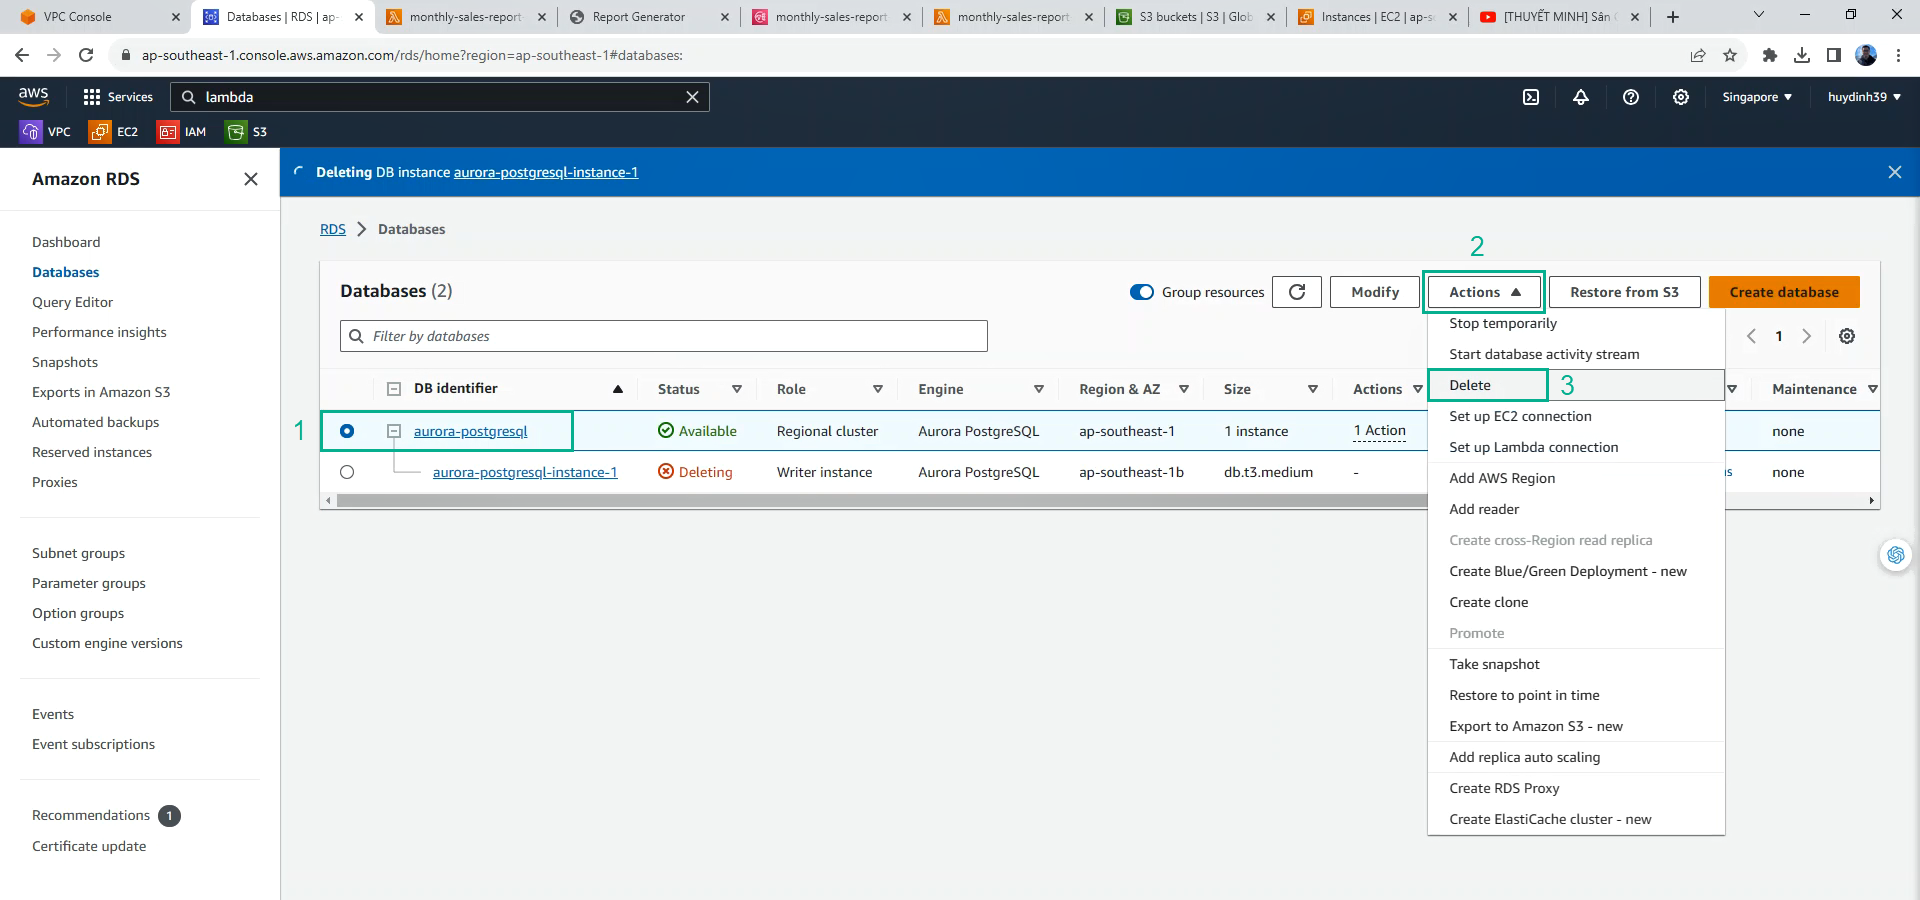 VPC Console
Databases | RDS | ap-
monthly-sales-report-
Report Generator
monthly-sales-report
monthly-sales-report
S3 buckets | S3 | Glob
Instances | EC2 | ap-s
[THUYẾT MINH] Sân
ap-southeast-1.console.aws.amazon.com/rds/home?region=ap-southeast-1#databases:
aws
Services
lambda
Singapore
huydinh39
VPC
EC2
IAM
S3
Amazon RDS
Deleting DB instance aurora-postgresql-instance-1
RDS
Databases
Dashboard
Databases
Query Editor
Performance insights
Snapshots
Exports in Amazon S3
Automated backups
Reserved instances
Proxies
Subnet groups
Parameter groups
Option groups
Custom engine versions
Events
Event subscriptions
Recommendations 1
Certificate update
2
Databases (2)
Group resources
Modify
Actions
Restore from S3
Create database
Filter by databases
1
DB identifier
Status
Role
Engine
Region & AZ
Size
Actions
Maintenance
1
aurora-postgresql
Available
Regional cluster
Aurora PostgreSQL
ap-southeast-1
1 instance
1 Action
none
aurora-postgresql-instance-1
Deleting
Writer instance
Aurora PostgreSQL
ap-southeast-1b
db.t3.medium
-
none
Stop temporarily
Start database activity stream
Delete
3
Set up EC2 connection
Set up Lambda connection
Add AWS Region
Add reader
Create cross-Region read replica
Create Blue/Green Deployment - new
Create clone
Promote
Take snapshot
Restore to point in time
Export to Amazon S3 - new
Add replica auto scaling
Create RDS Proxy
Create ElastiCache cluster - new